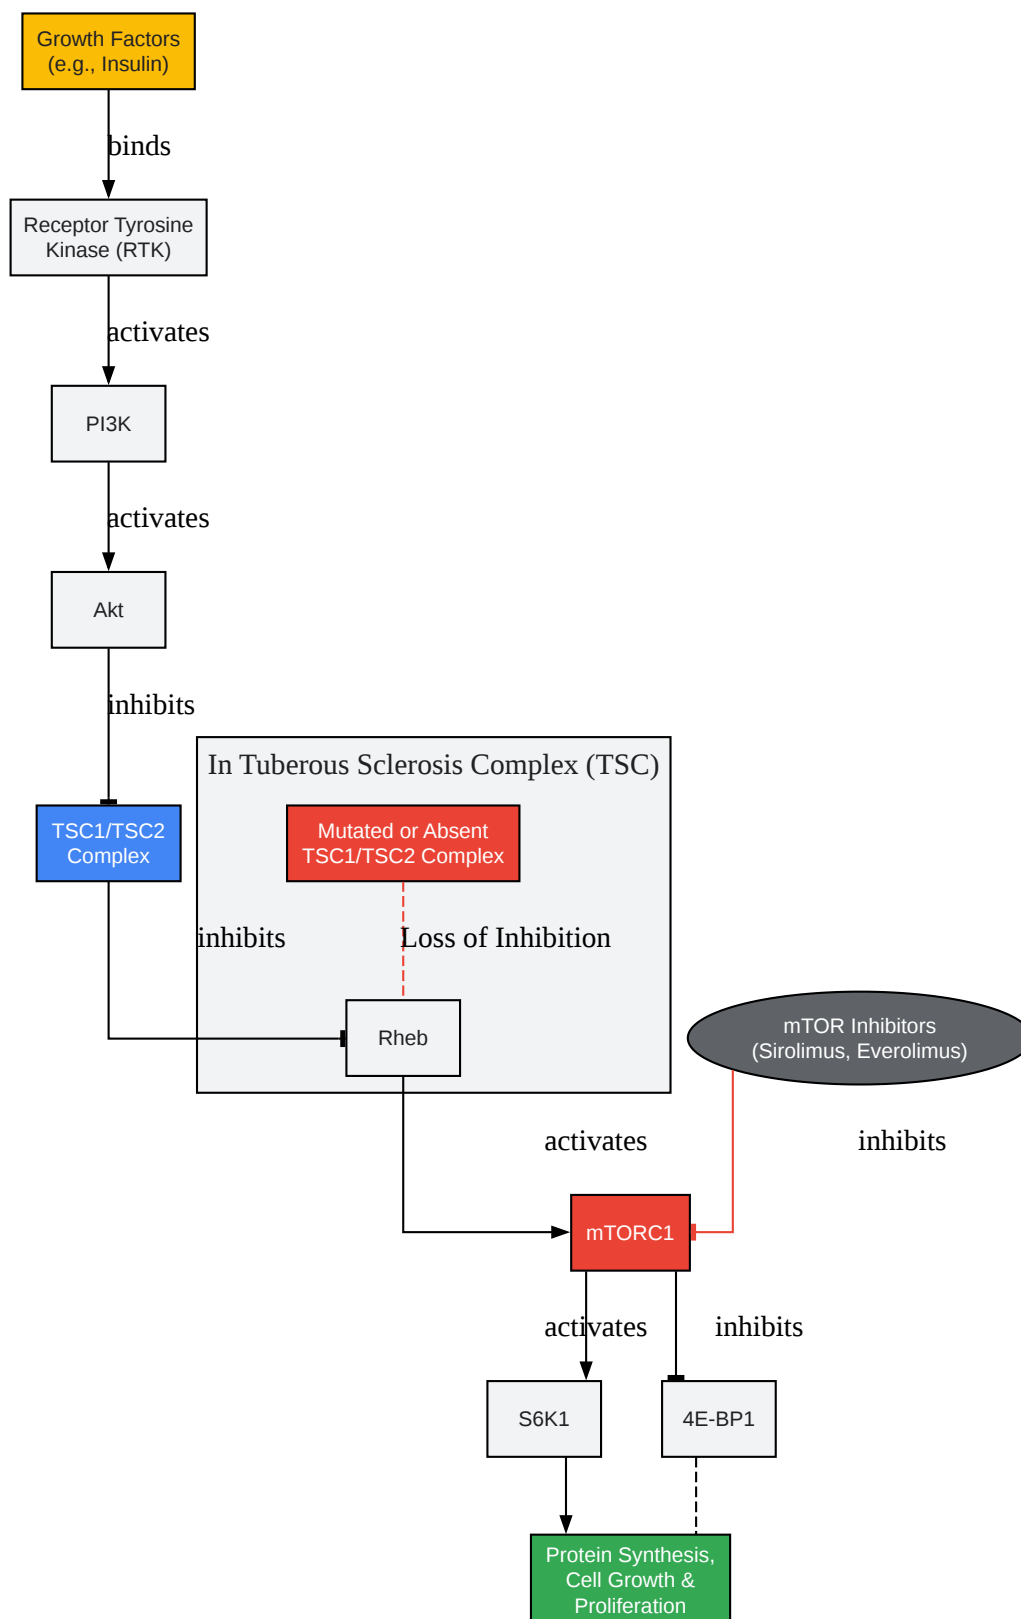 Growth Factors
(e.g., Insulin)
binds
Receptor Tyrosine
Kinase (RTK)
activates
PI3K
activates
Akt
inhibits
In Tuberous Sclerosis Complex (TSC)
TSC1/TSC2
Complex
Mutated or Absent
TSC1/TSC2 Complex
inhibits
Loss of Inhibition
Rheb
mTOR Inhibitors
(Sirolimus, Everolimus)
activates
inhibits
mTORC1
activates
inhibits
S6K1
4E-BP1
Protein Synthesis,
Cell Growth &
Proliferation